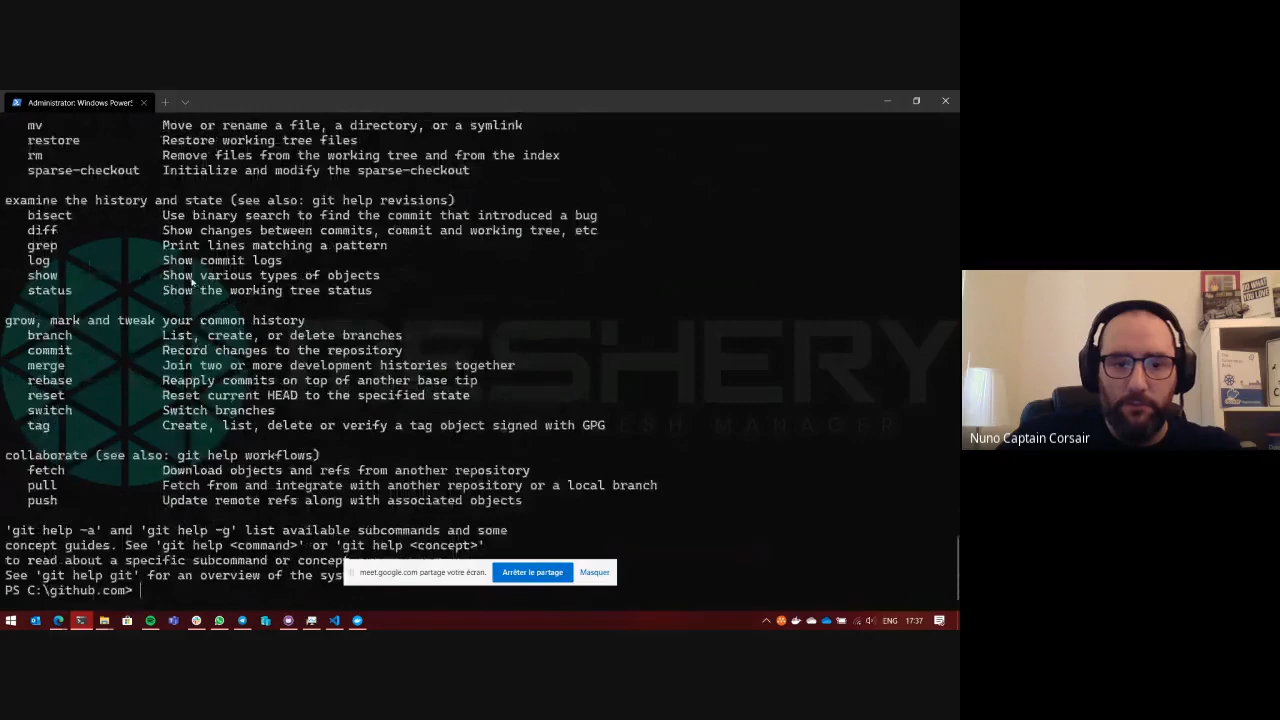 Administrator: Windows PowerS
mv Move or rename a file, a directory, or a symlink
restore Restore working tree files
rm Remove files from the working tree and from the index
sparse-checkout Initialize and modify the sparse-checkout
examine the history and state (see also: git help revisions)
bisect Use binary search to find the commit that introduced a bug
diff Show changes between commits, commit and working tree, etc
grep Print lines matching a pattern
log Show commit logs
show Show various types of objects
status Show the working tree status
grow, mark and tweak your common history
branch List, create, or delete branches
commit Record changes to the repository
merge Join two or more development histories together
rebase Reapply commits on top of another base tip
reset Reset current HEAD to the specified state
switch Switch branches
tag Create, list, delete or verify a tag object signed with GPG
ESHERY
ESH MANAGER
collaborate (see also: git help workflows)
fetch Download objects and refs from another repository
pull Fetch from and integrate with another repository or a local branch
push Update remote refs along with associated objects
'git help -a' and 'git help -g' list available subcommands and some
concept guides. See 'git help <command>' or 'git help <concept>'
to read about a specific subcommand or concep
See 'git help git' for an overview of the sys
PS C:\github.com>
meet.google.com partage votre écran. Arrêter le partage Masquer
ENG 17:37
DO WHAT YOU LOVE
Nuno Captain Corsair